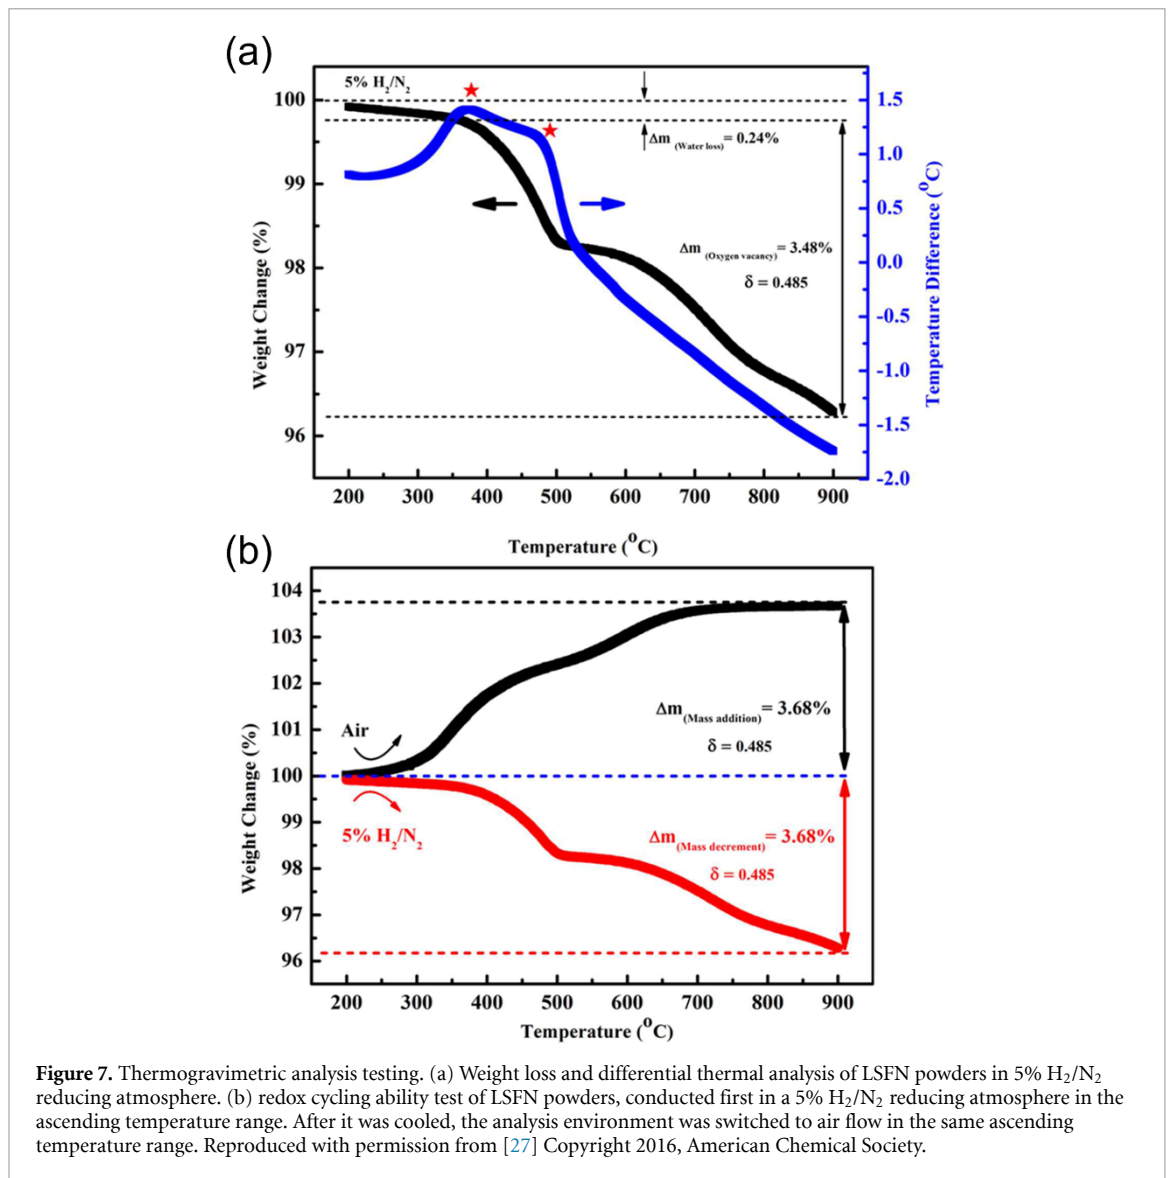 (a)
5% H₂/N₂
Δm (Water loss) = 0.24%
Δm (Oxygen vacancy) = 3.48%
δ = 0.485
Weight Change (%)
100
99
98
97
96
Temperature Difference (°C)
1.5
1.0
0.5
0.0
-0.5
-1.0
-1.5
-2.0
200 300 400 500 600 700 800 900
Temperature (°C)
(b)
Weight Change (%)
104
103
102
101
100
99
98
97
96
Air
5% H₂/N₂
Δm (Mass addition) = 3.68%
δ = 0.485
Δm (Mass decrement) = 3.68%
δ = 0.485
200 300 400 500 600 700 800 900
Temperature (°C)
Figure 7. Thermogravimetric analysis testing. (a) Weight loss and differential thermal analysis of LSFN powders in 5% H₂/N₂
reducing atmosphere. (b) redox cycling ability test of LSFN powders, conducted first in a 5% H₂/N₂ reducing atmosphere in the
ascending temperature range. After it was cooled, the analysis environment was switched to air flow in the same ascending
temperature range. Reproduced with permission from [27] Copyright 2016, American Chemical Society.